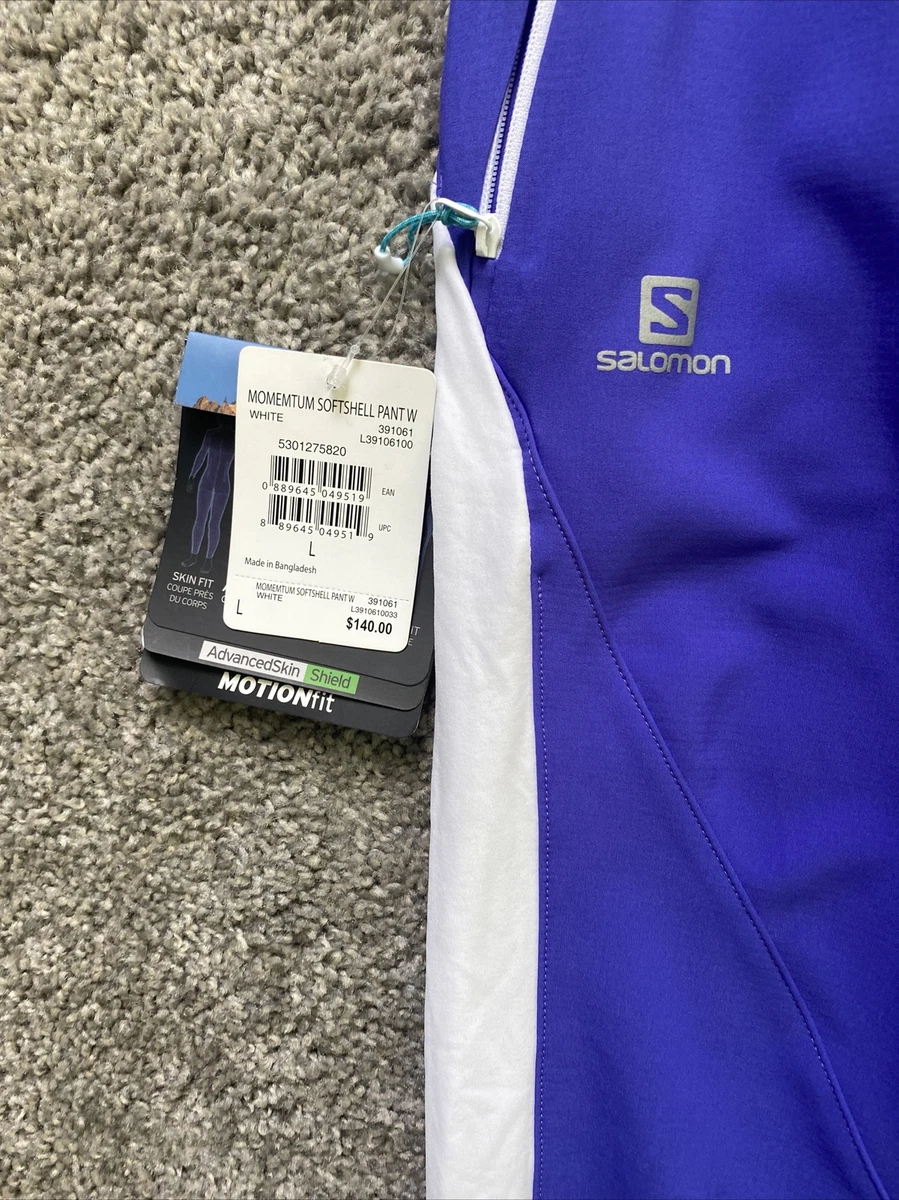 S
SALOMON
MOMEMTUM SOFTSHELL PANT W
WHITE
391061
L39106100
5301275820
0 889645 049519
EAN
8 89645 04951 9
UPC
L
Made in Bangladesh
MOMEMTUM SOFTSHELL PANT W 391061
WHITE
L3910610033
L
$140.00
SKIN FIT
COUPE PRÈS
DU CORPS
AdvancedSkin Shield
MOTIONfit